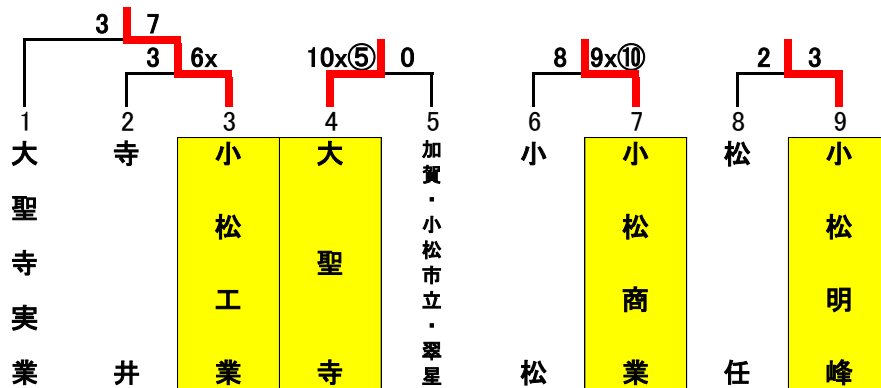 3 7
3 6x
10x⑤ 0
8 9x⑩
2 3
1 2 3 4 5 6 7 8 9
大聖寺実業
寺井
小松工業
大聖寺
加賀・小松市立・翠星
小松
小松商業
松任
小松明峰